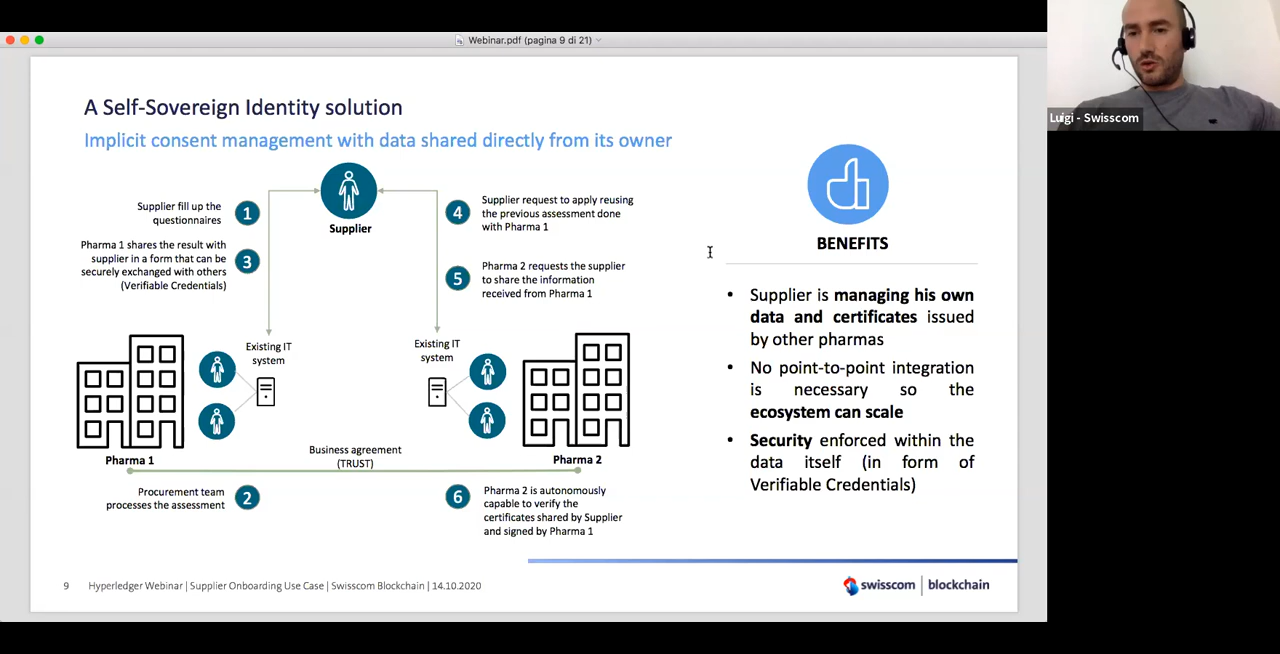 Webinar.pdf (pagina 9 di 21)
Luigi - Swisscom
A Self-Sovereign Identity solution
Implicit consent management with data shared directly from its owner
Supplier
1
Supplier fill up the
questionnaires
3
Pharma 1 shares the result with
supplier in a form that can be
securely exchanged with others
(Verifiable Credentials)
4
Supplier request to apply reusing
the previous assessment done
with Pharma 1
5
Pharma 2 requests the supplier
to share the information
received from Pharma 1
Existing IT
system
Existing IT
system
Pharma 1
Pharma 2
Business agreement
(TRUST)
Procurement team
processes the assessment
2
6
Pharma 2 is autonomously
capable to verify the
certificates shared by Supplier
and signed by Pharma 1
BENEFITS
• Supplier is managing his own
data and certificates issued
by other pharmas
• No point-to-point integration
is necessary so the
ecosystem can scale
• Security enforced within the
data itself (in form of
Verifiable Credentials)
9 Hyperledger Webinar | Supplier Onboarding Use Case | Swisscom Blockchain | 14.10.2020
swisscom | blockchain